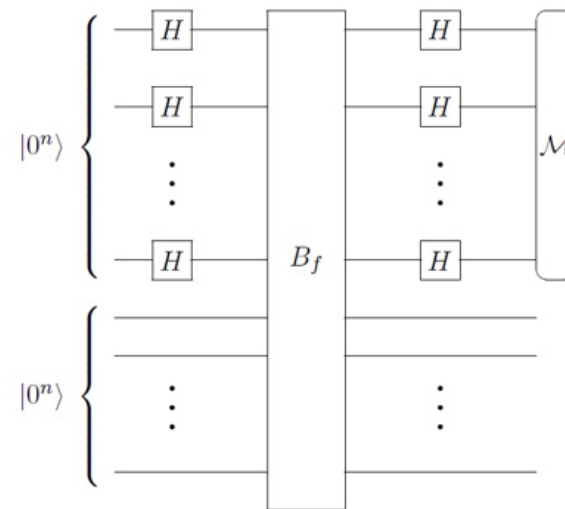 H H
|0ⁿ⟩ H H M
⋮ ⋮
H B_f H
|0ⁿ⟩ ⋮ ⋮